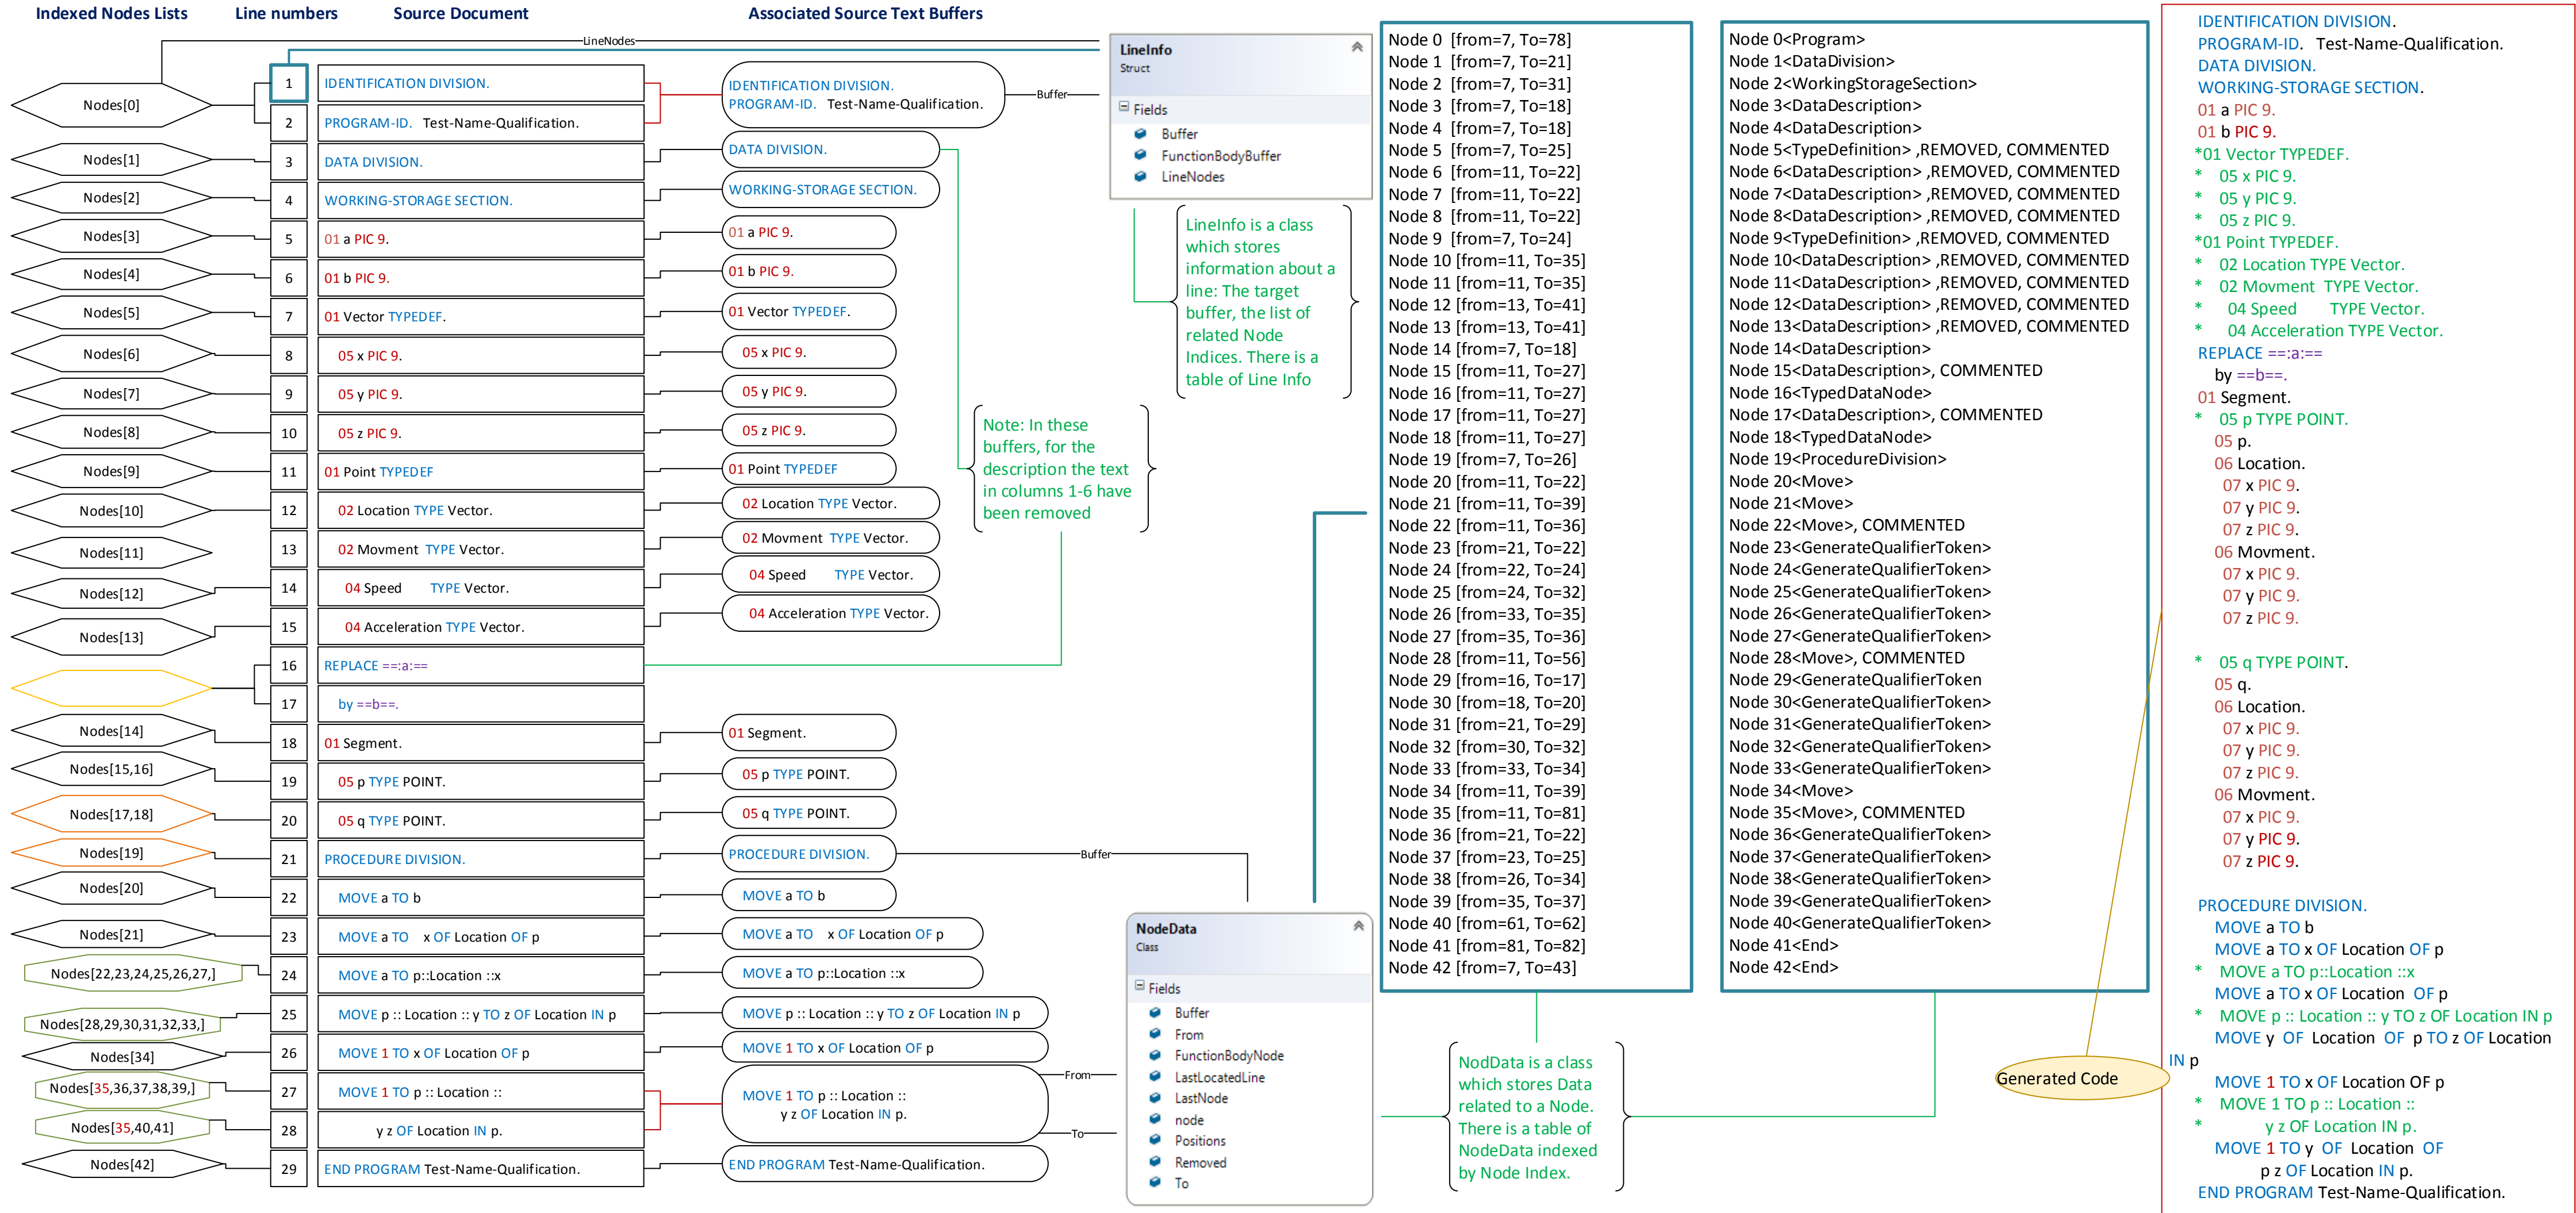 Indexed Nodes Lists
Line numbers
Source Document
Associated Source Text Buffers
LineNodes
Nodes[0]
Nodes[1]
Nodes[2]
Nodes[3]
Nodes[4]
Nodes[5]
Nodes[6]
Nodes[7]
Nodes[8]
Nodes[9]
Nodes[10]
Nodes[11]
Nodes[12]
Nodes[13]
Nodes[14]
Nodes[15,16]
Nodes[17,18]
Nodes[19]
Nodes[20]
Nodes[21]
Nodes[22,23,24,25,26,27,]
Nodes[28,29,30,31,32,33,]
Nodes[34]
Nodes[35,36,37,38,39,]
Nodes[35,40,41]
Nodes[42]
1 IDENTIFICATION DIVISION.
2 PROGRAM-ID. Test-Name-Qualification.
3 DATA DIVISION.
4 WORKING-STORAGE SECTION.
5 01 a PIC 9.
6 01 b PIC 9.
7 01 Vector TYPEDEF.
8 05 x PIC 9.
9 05 y PIC 9.
10 05 z PIC 9.
11 01 Point TYPEDEF
12 02 Location TYPE Vector.
13 02 Movment TYPE Vector.
14 04 Speed TYPE Vector.
15 04 Acceleration TYPE Vector.
16 REPLACE ==:a:==
17 by ==b==.
18 01 Segment.
19 05 p TYPE POINT.
20 05 q TYPE POINT.
21 PROCEDURE DIVISION.
22 MOVE a TO b
23 MOVE a TO x OF Location OF p
24 MOVE a TO p::Location ::x
25 MOVE p :: Location :: y TO z OF Location IN p
26 MOVE 1 TO x OF Location OF p
27 MOVE 1 TO p :: Location ::
28 y z OF Location IN p.
29 END PROGRAM Test-Name-Qualification.
IDENTIFICATION DIVISION.
PROGRAM-ID. Test-Name-Qualification.
DATA DIVISION.
WORKING-STORAGE SECTION.
01 a PIC 9.
01 b PIC 9.
01 Vector TYPEDEF.
05 x PIC 9.
05 y PIC 9.
05 z PIC 9.
01 Point TYPEDEF
02 Location TYPE Vector.
02 Movment TYPE Vector.
04 Speed TYPE Vector.
04 Acceleration TYPE Vector.
01 Segment.
05 p TYPE POINT.
05 q TYPE POINT.
PROCEDURE DIVISION.
MOVE a TO b
MOVE a TO x OF Location OF p
MOVE a TO p::Location ::x
MOVE p :: Location :: y TO z OF Location IN p
MOVE 1 TO x OF Location OF p
MOVE 1 TO p :: Location ::
y z OF Location IN p.
END PROGRAM Test-Name-Qualification.
Buffer
LineInfo
Struct
Fields
Buffer
FunctionBodyBuffer
LineNodes
LineInfo is a class
which stores
information about a
line: The target
buffer, the list of
related Node
Indices. There is a
table of Line Info
Note: In these
buffers, for the
description the text
in columns 1-6 have
been removed
Buffer
From
To
NodeData
Class
Fields
Buffer
From
FunctionBodyNode
LastLocatedLine
LastNode
node
Positions
Removed
To
NodData is a class
which stores Data
related to a Node.
There is a table of
NodeData indexed
by Node Index.
Node 0 [from=7, To=78]
Node 1 [from=7, To=21]
Node 2 [from=7, To=31]
Node 3 [from=7, To=18]
Node 4 [from=7, To=18]
Node 5 [from=7, To=25]
Node 6 [from=11, To=22]
Node 7 [from=11, To=22]
Node 8 [from=11, To=22]
Node 9 [from=7, To=24]
Node 10 [from=11, To=35]
Node 11 [from=11, To=35]
Node 12 [from=13, To=41]
Node 13 [from=13, To=41]
Node 14 [from=7, To=18]
Node 15 [from=11, To=27]
Node 16 [from=11, To=27]
Node 17 [from=11, To=27]
Node 18 [from=11, To=27]
Node 19 [from=7, To=26]
Node 20 [from=11, To=22]
Node 21 [from=11, To=39]
Node 22 [from=11, To=36]
Node 23 [from=21, To=22]
Node 24 [from=22, To=24]
Node 25 [from=24, To=32]
Node 26 [from=33, To=35]
Node 27 [from=35, To=36]
Node 28 [from=11, To=56]
Node 29 [from=16, To=17]
Node 30 [from=18, To=20]
Node 31 [from=21, To=29]
Node 32 [from=30, To=32]
Node 33 [from=33, To=34]
Node 34 [from=11, To=39]
Node 35 [from=11, To=81]
Node 36 [from=21, To=22]
Node 37 [from=23, To=25]
Node 38 [from=26, To=34]
Node 39 [from=35, To=37]
Node 40 [from=61, To=62]
Node 41 [from=81, To=82]
Node 42 [from=7, To=43]
Node 0<Program>
Node 1<DataDivision>
Node 2<WorkingStorageSection>
Node 3<DataDescription>
Node 4<DataDescription>
Node 5<TypeDefinition> ,REMOVED, COMMENTED
Node 6<DataDescription> ,REMOVED, COMMENTED
Node 7<DataDescription> ,REMOVED, COMMENTED
Node 8<DataDescription> ,REMOVED, COMMENTED
Node 9<TypeDefinition> ,REMOVED, COMMENTED
Node 10<DataDescription> ,REMOVED, COMMENTED
Node 11<DataDescription> ,REMOVED, COMMENTED
Node 12<DataDescription> ,REMOVED, COMMENTED
Node 13<DataDescription> ,REMOVED, COMMENTED
Node 14<DataDescription>
Node 15<DataDescription>, COMMENTED
Node 16<TypedDataNode>
Node 17<DataDescription>, COMMENTED
Node 18<TypedDataNode>
Node 19<ProcedureDivision>
Node 20<Move>
Node 21<Move>
Node 22<Move>, COMMENTED
Node 23<GenerateQualifierToken>
Node 24<GenerateQualifierToken>
Node 25<GenerateQualifierToken>
Node 26<GenerateQualifierToken>
Node 27<GenerateQualifierToken>
Node 28<Move>, COMMENTED
Node 29<GenerateQualifierToken
Node 30<GenerateQualifierToken>
Node 31<GenerateQualifierToken>
Node 32<GenerateQualifierToken>
Node 33<GenerateQualifierToken>
Node 34<Move>
Node 35<Move>, COMMENTED
Node 36<GenerateQualifierToken>
Node 37<GenerateQualifierToken>
Node 38<GenerateQualifierToken>
Node 39<GenerateQualifierToken>
Node 40<GenerateQualifierToken>
Node 41<End>
Node 42<End>
Generated Code
IDENTIFICATION DIVISION.
PROGRAM-ID. Test-Name-Qualification.
DATA DIVISION.
WORKING-STORAGE SECTION.
01 a PIC 9.
01 b PIC 9.
*01 Vector TYPEDEF.
* 05 x PIC 9.
* 05 y PIC 9.
* 05 z PIC 9.
*01 Point TYPEDEF.
* 02 Location TYPE Vector.
* 02 Movment TYPE Vector.
* 04 Speed TYPE Vector.
* 04 Acceleration TYPE Vector.
REPLACE ==:a:==
by ==b==.
01 Segment.
* 05 p TYPE POINT.
05 p.
06 Location.
07 x PIC 9.
07 y PIC 9.
07 z PIC 9.
06 Movment.
07 x PIC 9.
07 y PIC 9.
07 z PIC 9.
* 05 q TYPE POINT.
05 q.
06 Location.
07 x PIC 9.
07 y PIC 9.
07 z PIC 9.
06 Movment.
07 x PIC 9.
07 y PIC 9.
07 z PIC 9.
PROCEDURE DIVISION.
MOVE a TO b
MOVE a TO x OF Location OF p
* MOVE a TO p::Location ::x
MOVE a TO x OF Location OF p
* MOVE p :: Location :: y TO z OF Location IN p
MOVE y OF Location OF p TO z OF Location
IN p
MOVE 1 TO x OF Location OF p
* MOVE 1 TO p :: Location ::
* y z OF Location IN p.
MOVE 1 TO y OF Location OF
p z OF Location IN p.
END PROGRAM Test-Name-Qualification.